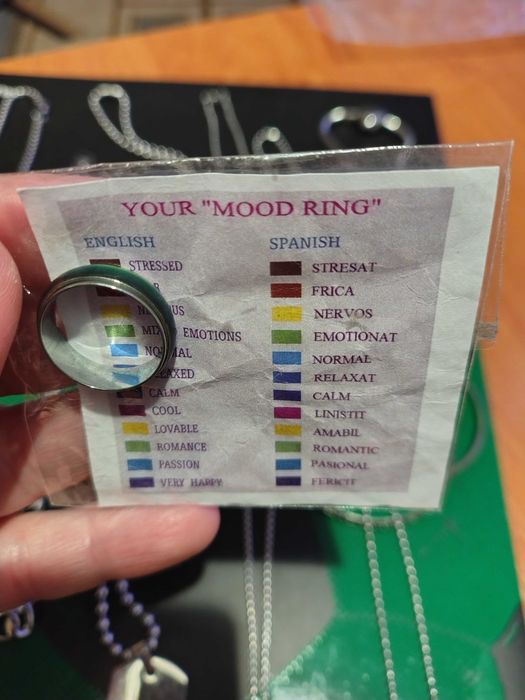 YOUR "MOOD RING"
ENGLISH SPANISH
STRESSED STRESAT
FRICA
NERVOS
EMOTIONS EMOTIONAT
NORMAL
RELAXAT
CALM CALM
COOL LINISTIT
LOVABLE AMABIL
ROMANCE ROMANTIC
PASSION PASIONAL
VERY HAPPY FERICIT